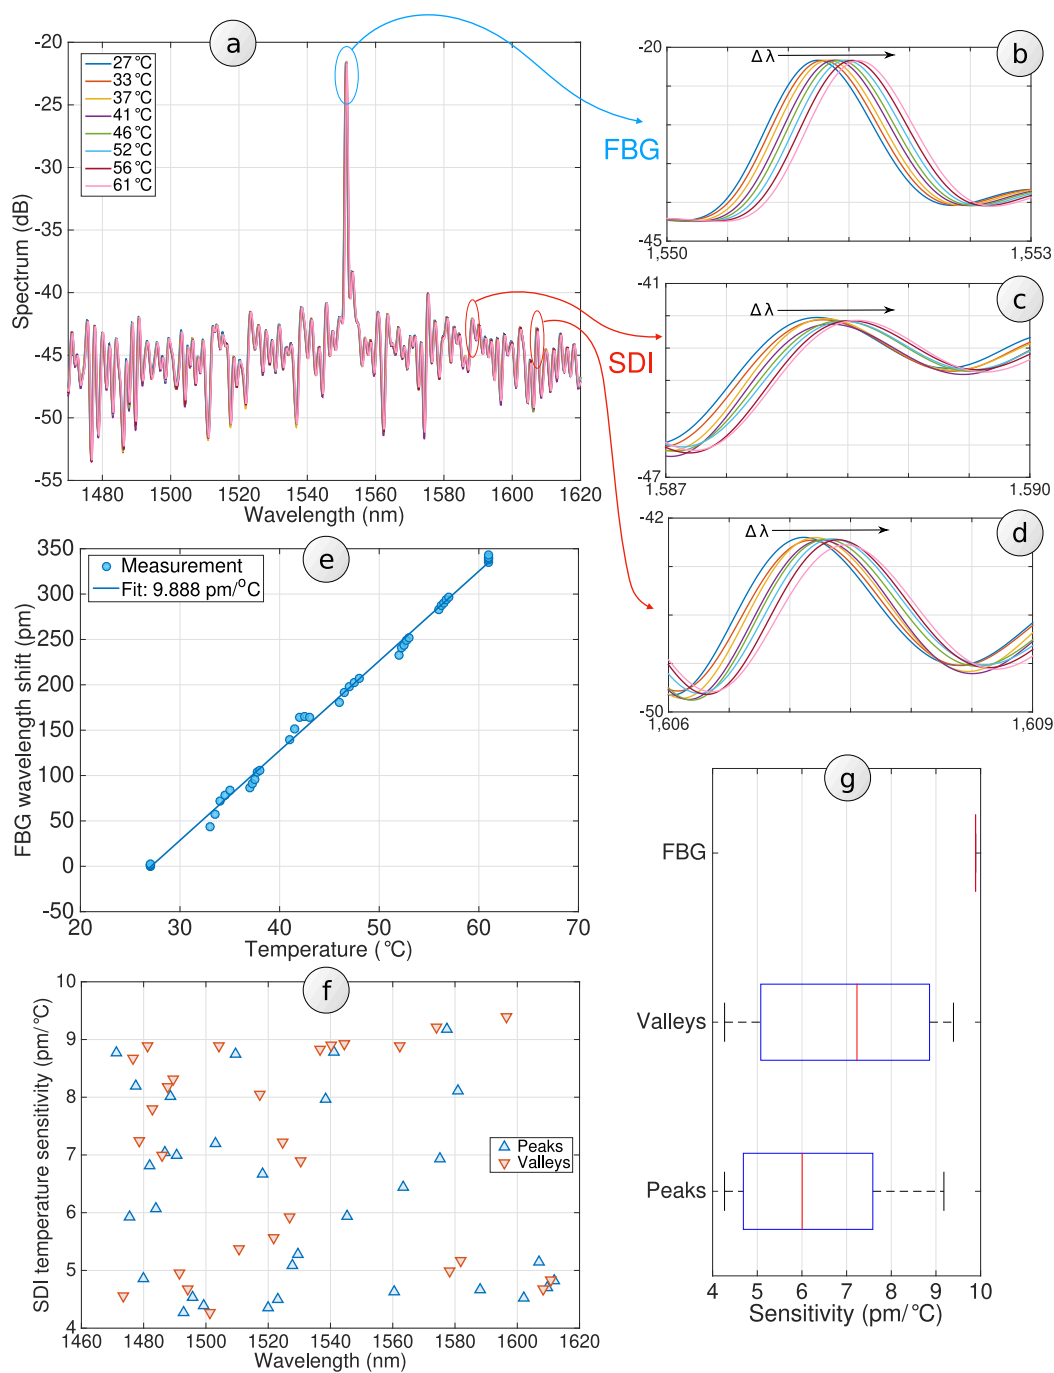 a
-20
-25
-30
-35
-40
-45
-50
-55
Spectrum (dB)
27°C
33°C
37°C
41°C
46°C
52°C
56°C
61°C
1480 1500 1520 1540 1560 1580 1600 1620
Wavelength (nm)
FBG
SDI
b
-20
Δλ
-45
1,550 1,553
c
-41
Δλ
-47
1,587 1,590
d
-42
Δλ
-50
1,606 1,609
e
350
300
250
200
150
100
50
0
-50
FBG wavelength shift (pm)
Measurement
Fit: 9.888 pm/°C
20 30 40 50 60 70
Temperature (°C)
f
10
9
8
7
6
5
4
SDI temperature sensitivity (pm/°C)
Peaks
Valleys
1460 1480 1500 1520 1540 1560 1580 1600 1620
Wavelength (nm)
g
FBG
Valleys
Peaks
4 5 6 7 8 9 10
Sensitivity (pm/°C)